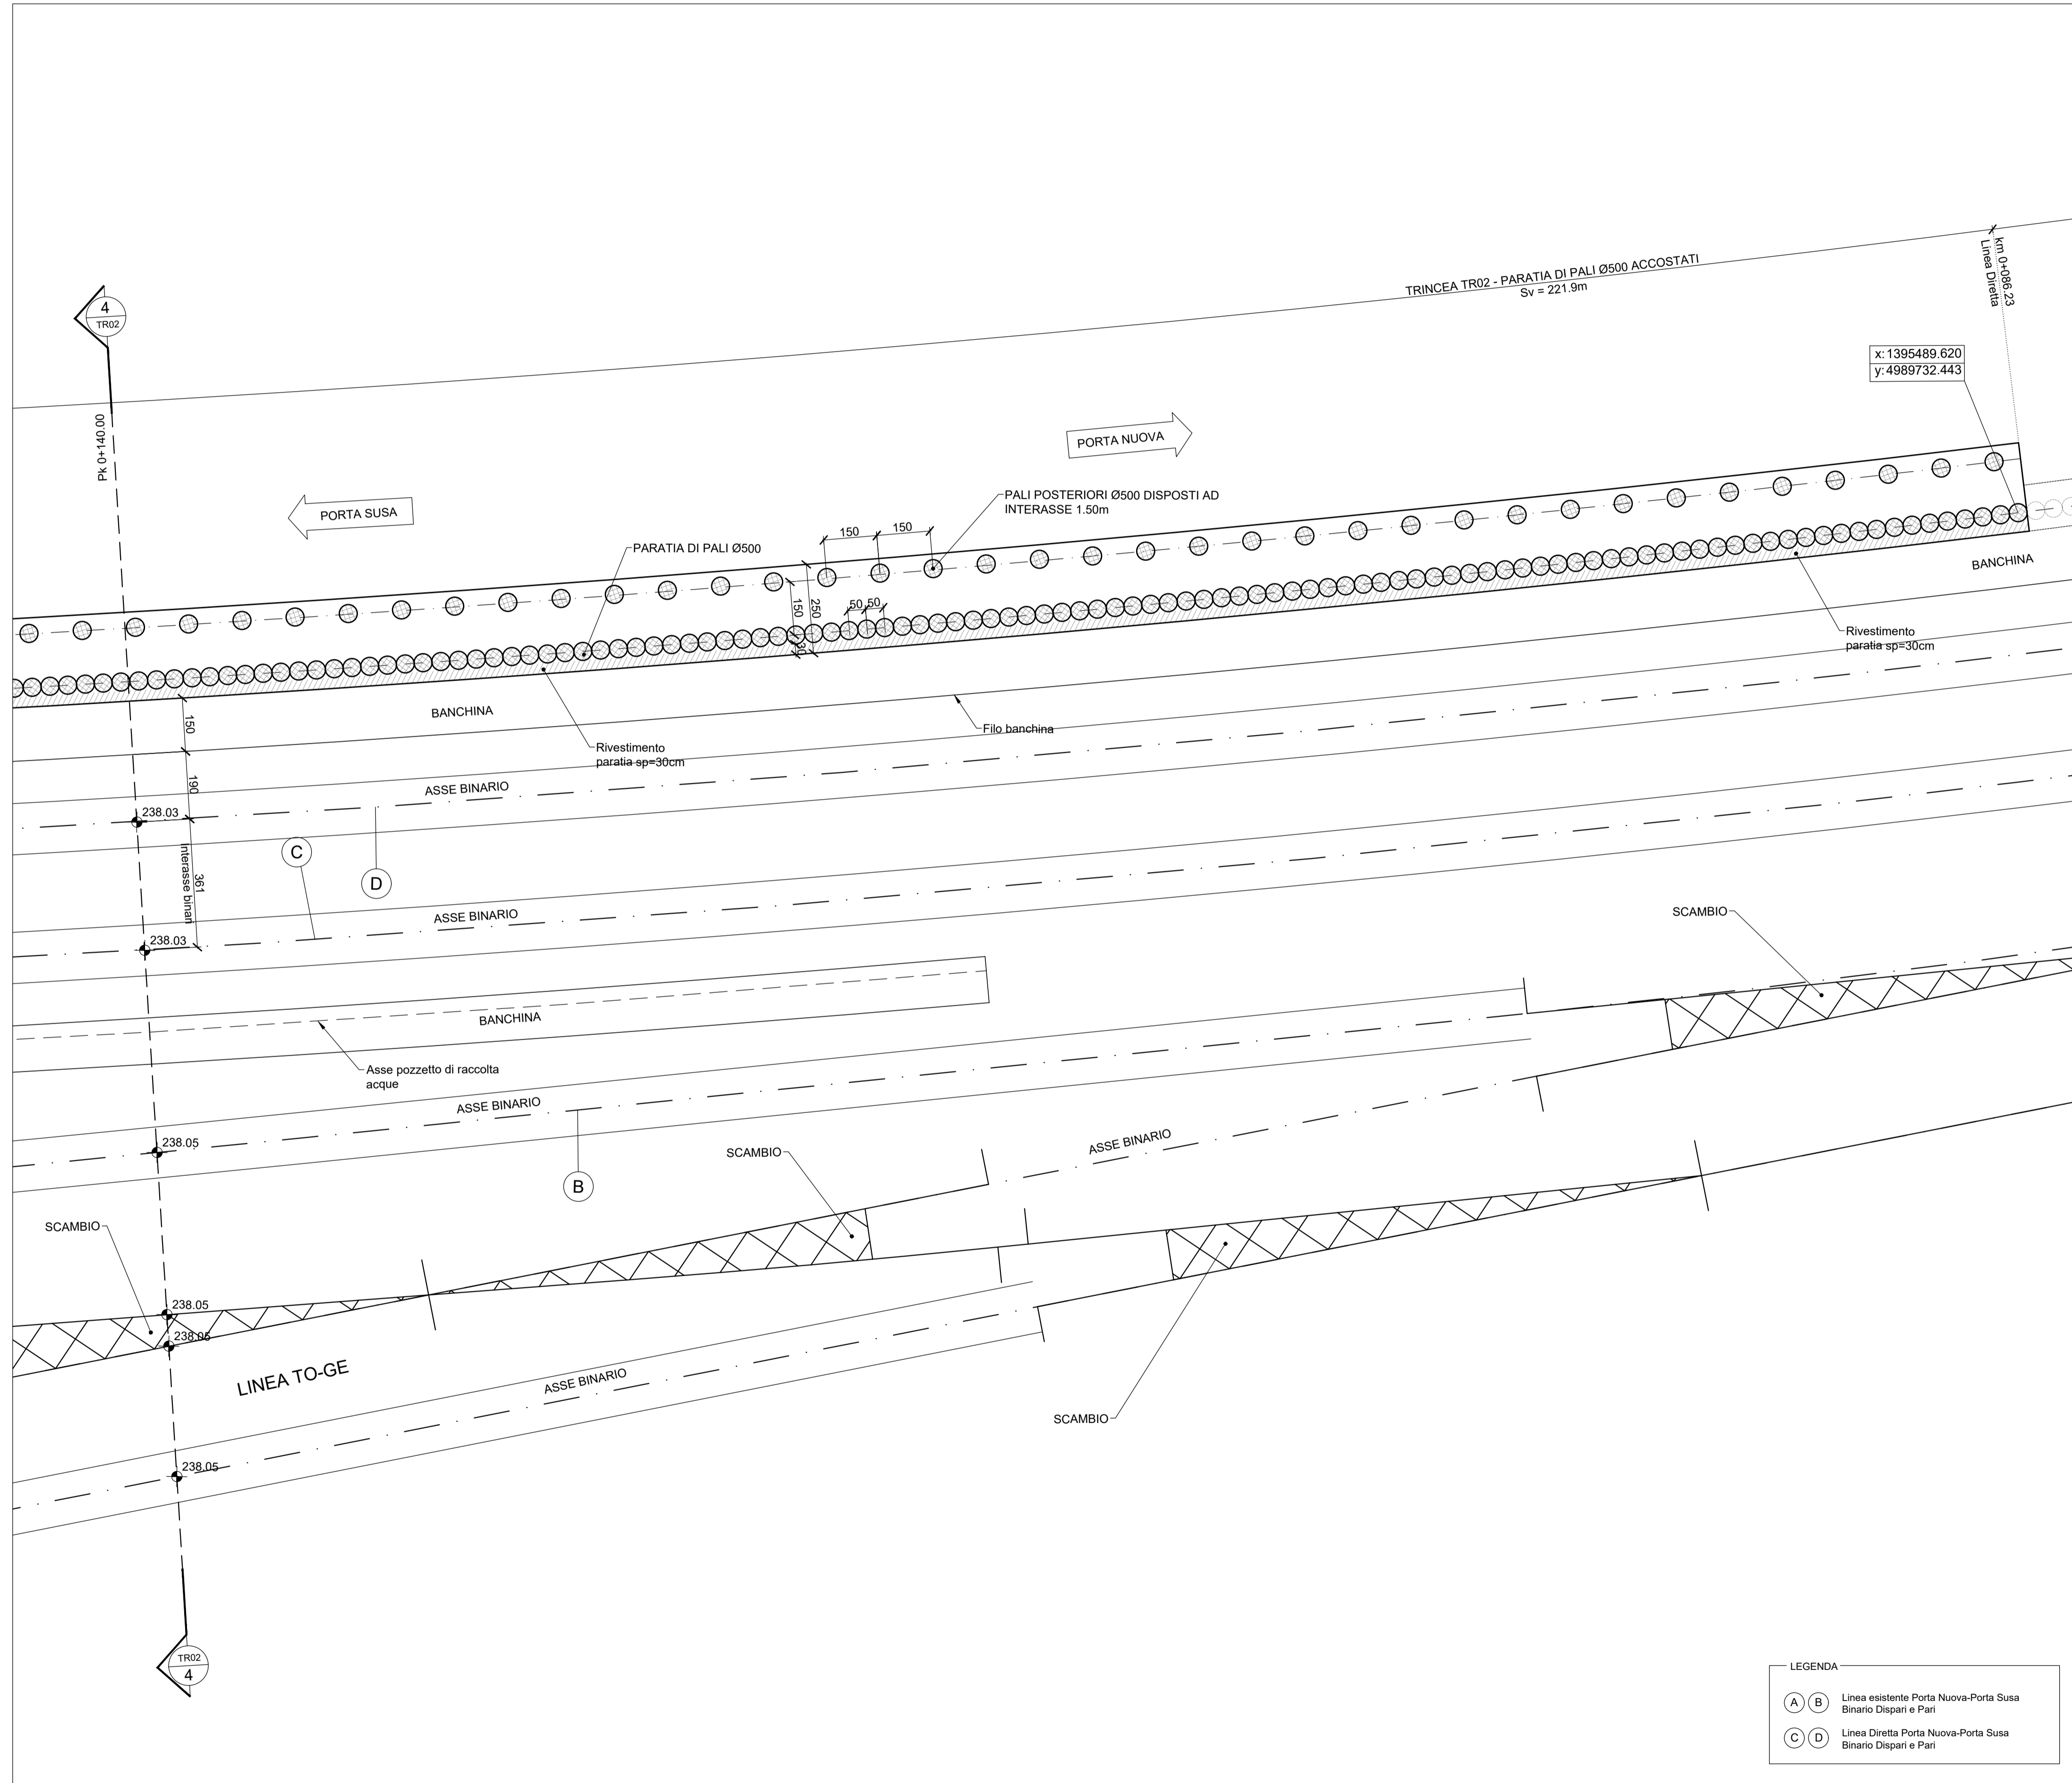 km 0+086.23
Linea Diretta
TRINCEA TR02 - PARATIA DI PALI Ø500 ACCOSTATI
Sv = 221.9m
4
TR02
x:1395489.620
y:4989732.443
Pk 0+140.00
PORTA NUOVA
PORTA SUSA
PALI POSTERIORI Ø500 DISPOSTI AD
INTERASSE 1.50m
150
150
PARATIA DI PALI Ø500
150
250
50
50
30
BANCHINA
Rivestimento
paratia sp=30cm
150
BANCHINA
Filo banchina
Rivestimento
paratia sp=30cm
190
ASSE BINARIO
238.03
C
D
361
Interasse binari
ASSE BINARIO
SCAMBIO
238.03
BANCHINA
Asse pozzetto di raccolta
acque
ASSE BINARIO
238.05
ASSE BINARIO
SCAMBIO
B
SCAMBIO
238.05
238.05
LINEA TO-GE
ASSE BINARIO
SCAMBIO
238.05
TR02
4
LEGENDA
A B Linea esistente Porta Nuova-Porta Susa
Binario Dispari e Pari
C D Linea Diretta Porta Nuova-Porta Susa
Binario Dispari e Pari